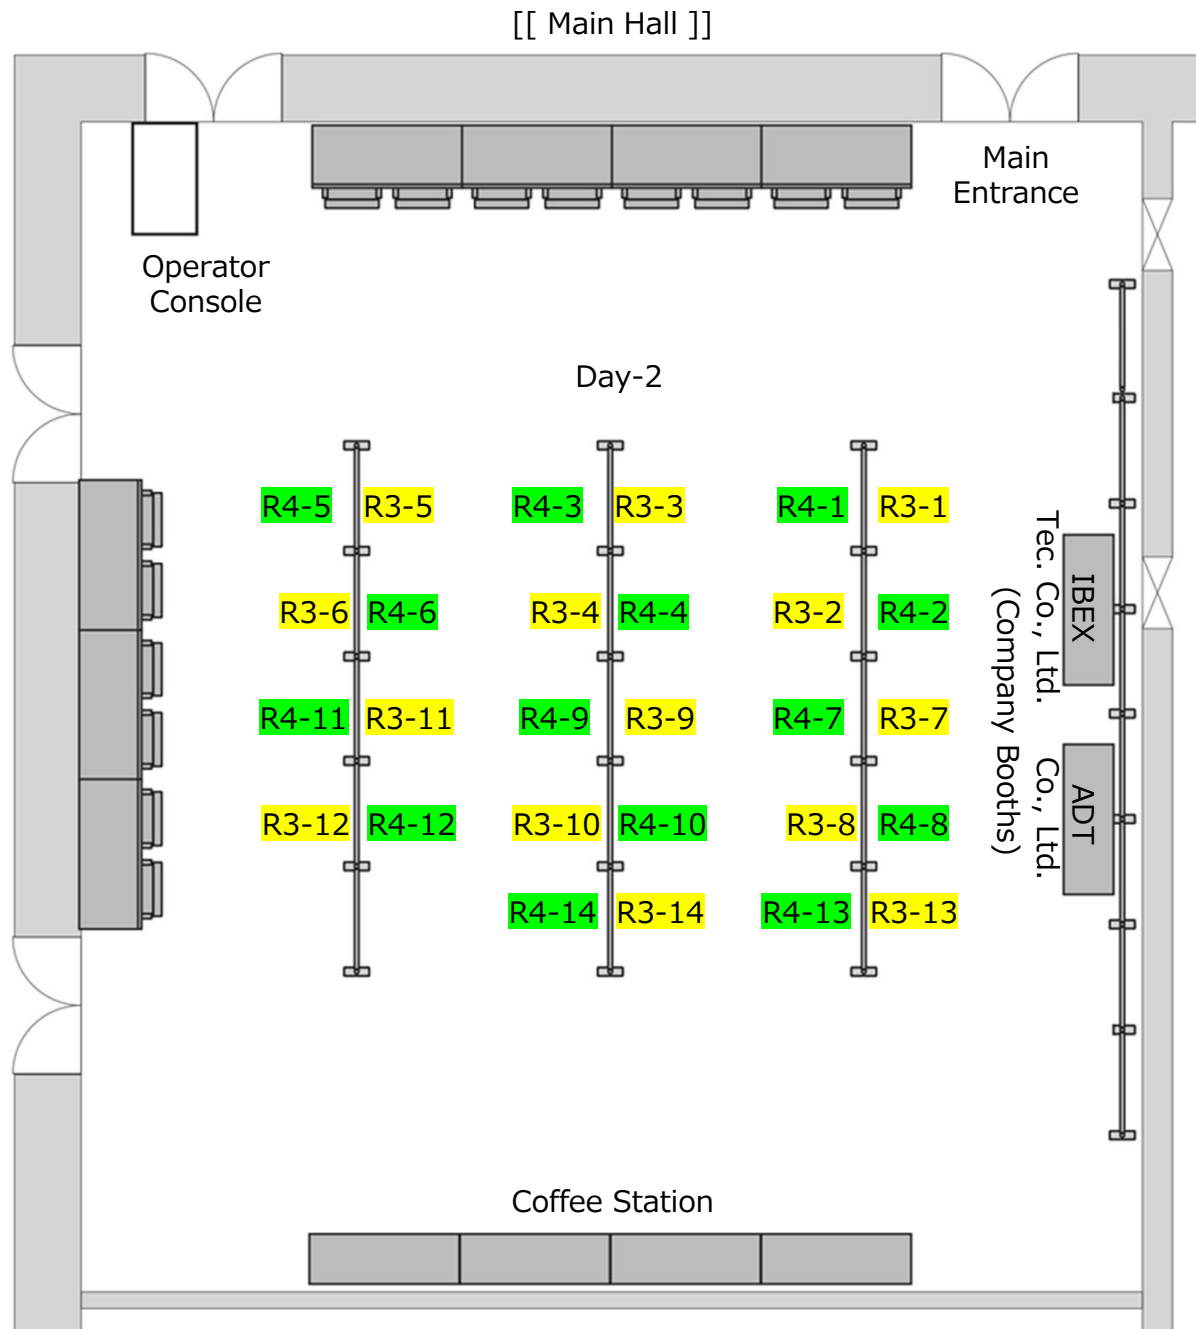 [[ Main Hall ]]
Main
Entrance
Operator
Console
Day-2
R4-5 R3-5 R4-3 R3-3 R4-1 R3-1
R3-6 R4-6 R3-4 R4-4 R3-2 R4-2
R4-11 R3-11 R4-9 R3-9 R4-7 R3-7
R3-12 R4-12 R3-10 R4-10 R3-8 R4-8
R4-14 R3-14 R4-13 R3-13
IBEX
Tec. Co., Ltd.
ADT
Co., Ltd.
(Company Booths)
Coffee Station